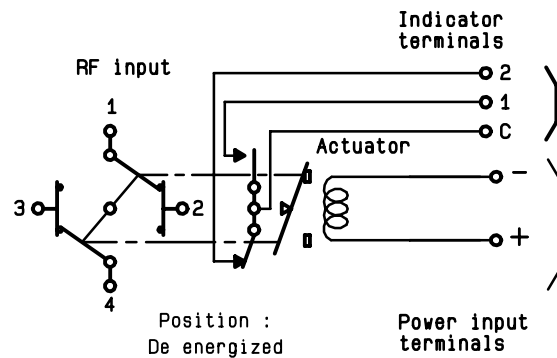 Indicator
terminals
RF input
2
1
1
C
Actuator
-
3
2
+
4
Position :
De energized
Power input
terminals